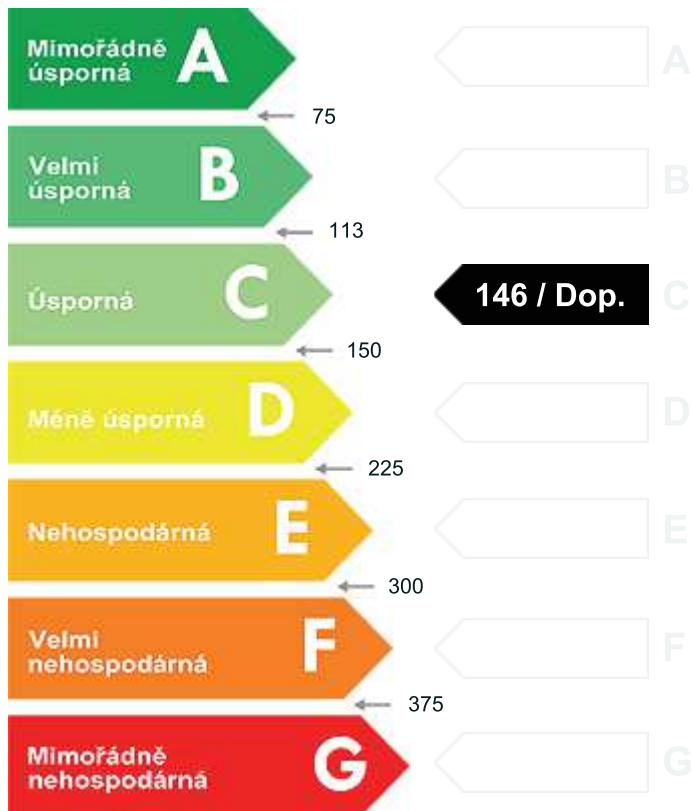 Mimořádně
úsporná
A
A
75
Velmi
úsporná
B
B
113
Úsporná
C
146 / Dop.
C
150
Méně úsporná
D
D
225
Nehospodárná
E
E
300
Velmi
nehospodárná
F
F
375
Mimořádně
nehospodárná
G
G